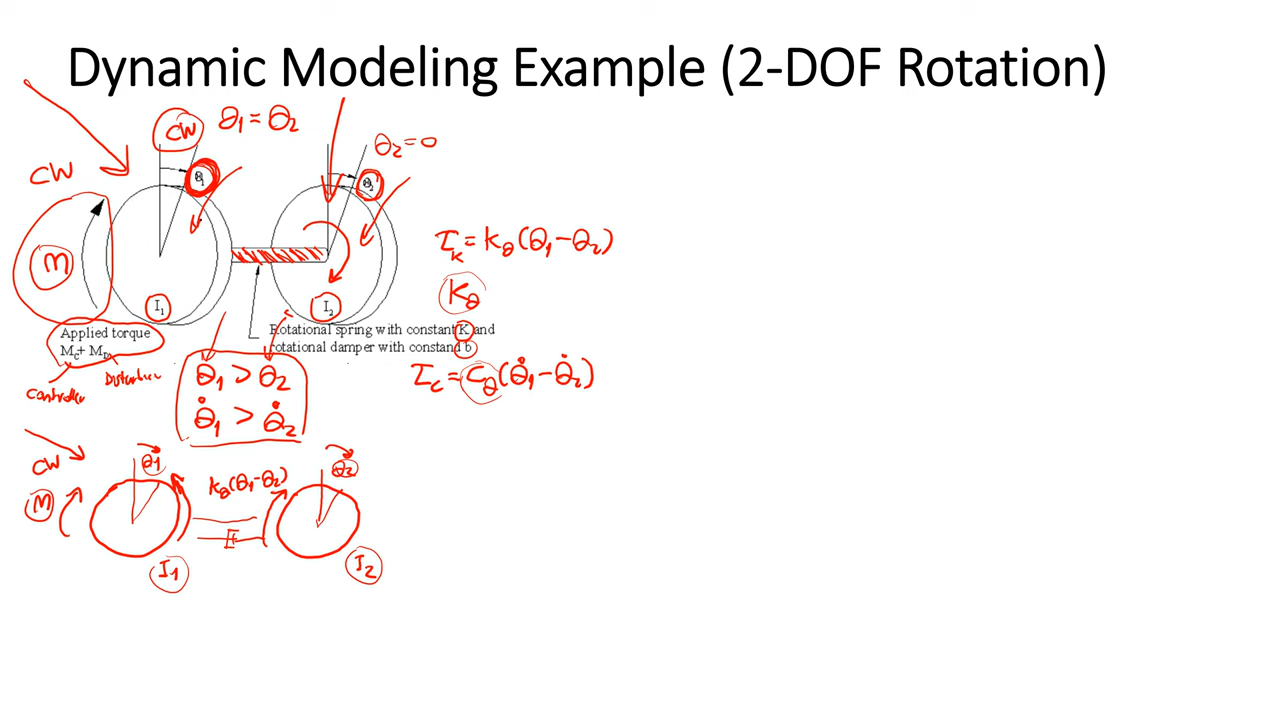 Dynamic Modeling Example (2-DOF Rotation)
CW
θ1 = θ2
θ2=0
CW
θ1
θ2
M
I1
I2
τK = Kθ(θ1-θ2)
Kθ
Applied torque
MC+ MD
Rotational spring with constant K and
rotational damper with constand b
Disturbance
Controller
θ1 > θ2
θ̇1 > θ̇2
τC = Cθ(θ̇1-θ̇2)
CW
M
θ1
Kθ(θ1-θ2)
θ2
I1
I2